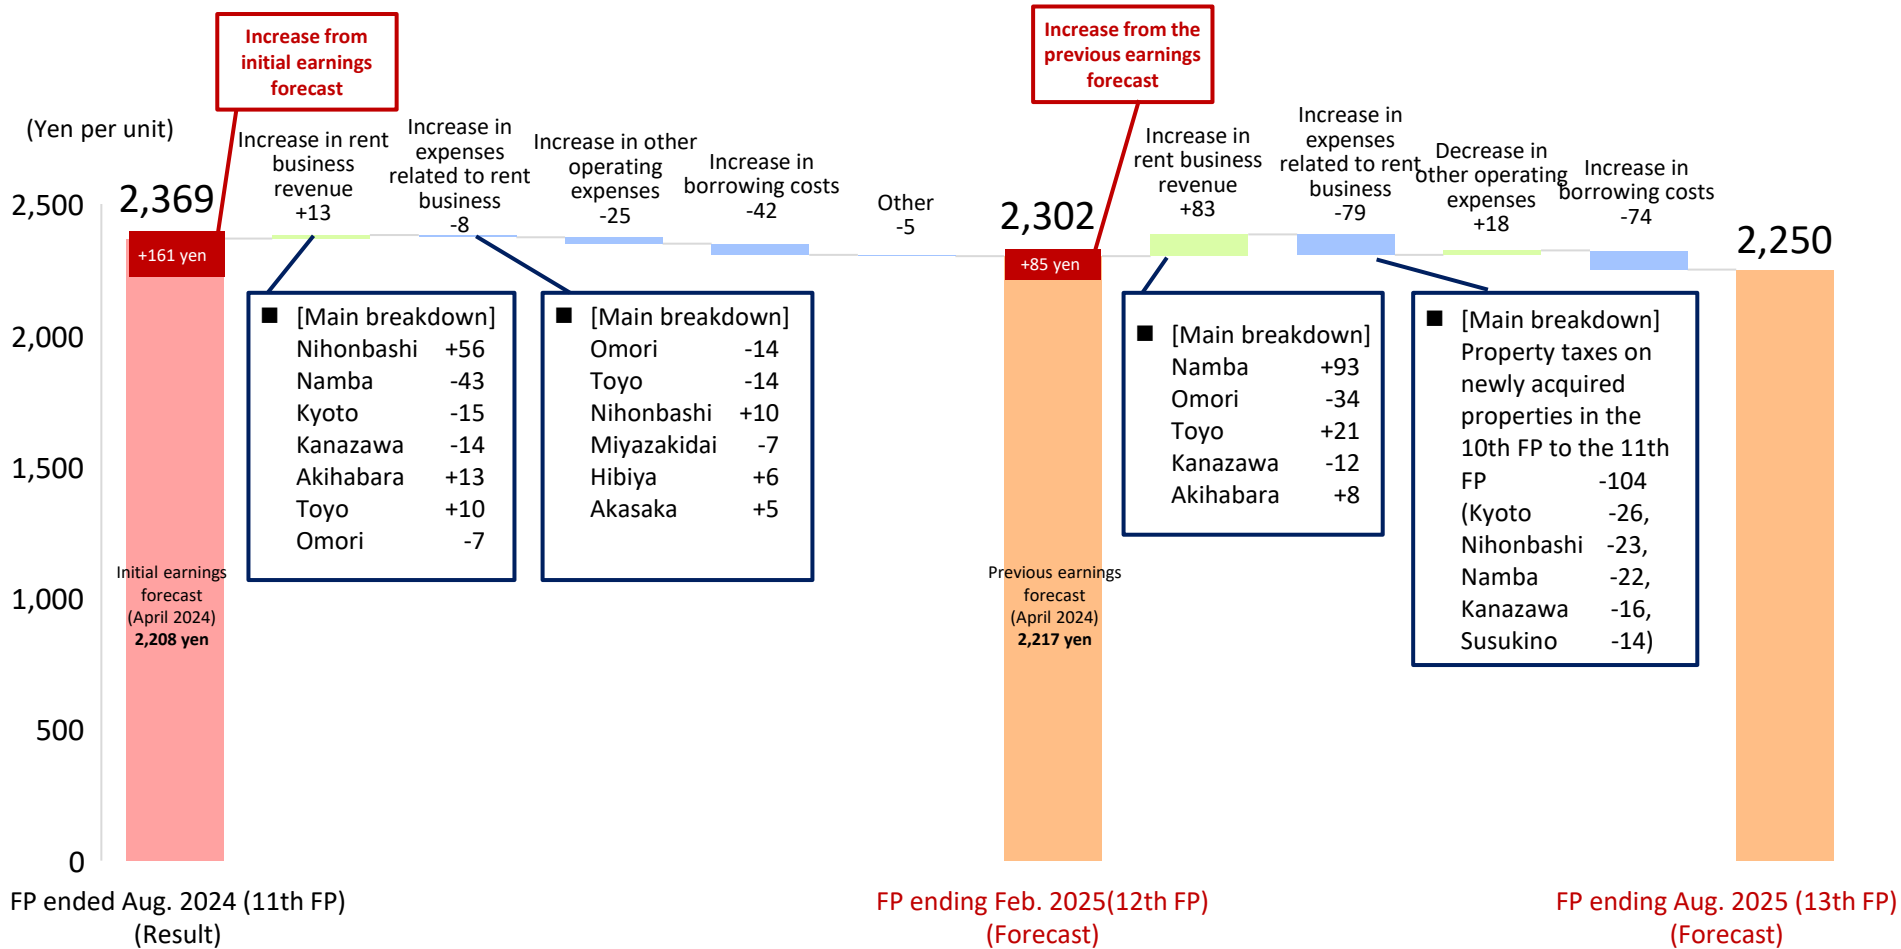 Increase from
initial earnings
forecast
Increase from the
previous earnings
forecast
(Yen per unit)
2,500
2,000
1,500
1,000
500
0
2,369
+161 yen
Initial earnings
forecast
(April 2024)
2,208 yen
Increase in rent
business
revenue
+13
Increase in
expenses
related to rent
business
-8
Increase in other
operating
expenses
-25
Increase in
borrowing costs
-42
Other
-5
2,302
+85 yen
Previous earnings
forecast
(April 2024)
2,217 yen
Increase in
rent business
revenue
+83
Increase in
expenses
related to rent
business
-79
Decrease in
other operating
expenses
+18
Increase in
borrowing costs
-74
2,250
■ [Main breakdown]
Nihonbashi +56
Namba -43
Kyoto -15
Kanazawa -14
Akihabara +13
Toyo +10
Omori -7
■ [Main breakdown]
Omori -14
Toyo -14
Nihonbashi +10
Miyazakidai -7
Hibiya +6
Akasaka +5
■ [Main breakdown]
Namba +93
Omori -34
Toyo +21
Kanazawa -12
Akihabara +8
■ [Main breakdown]
Property taxes on
newly acquired
properties in the
10th FP to the 11th
FP -104
(Kyoto -26,
Nihonbashi -23,
Namba -22,
Kanazawa -16,
Susukino -14)
FP ended Aug. 2024 (11th FP)
(Result)
FP ending Feb. 2025(12th FP)
(Forecast)
FP ending Aug. 2025 (13th FP)
(Forecast)